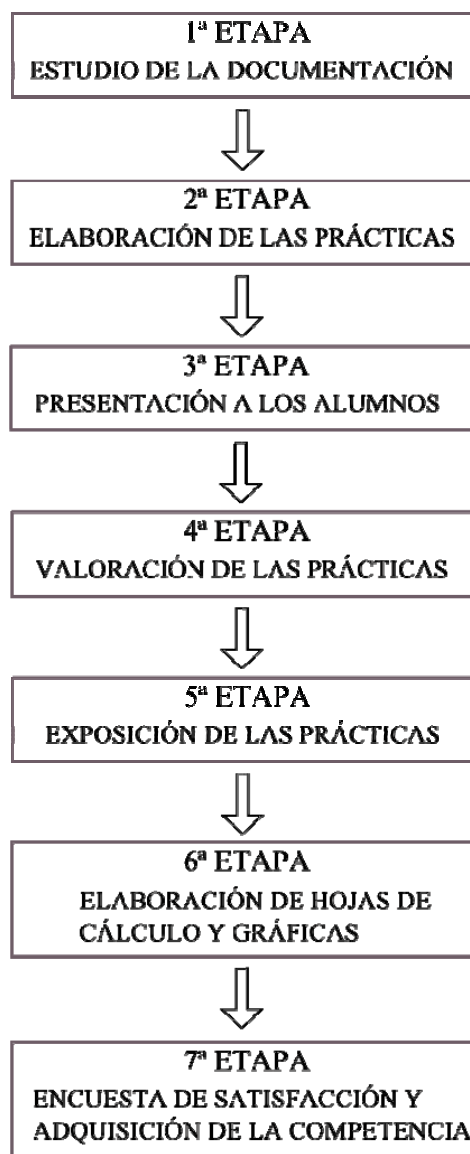 1ª ETAPA
ESTUDIO DE LA DOCUMENTACIÓN
2ª ETAPA
ELABORACIÓN DE LAS PRÁCTICAS
3ª ETAPA
PRESENTACIÓN A LOS ALUMNOS
4ª ETAPA
VALORACIÓN DE LAS PRÁCTICAS
5ª ETAPA
EXPOSICIÓN DE LAS PRÁCTICAS
6ª ETAPA
ELABORACIÓN DE HOJAS DE
CÁLCULO Y GRÁFICAS
7ª ETAPA
ENCUESTA DE SATISFACCIÓN Y
ADQUISICIÓN DE LA COMPETENCIA